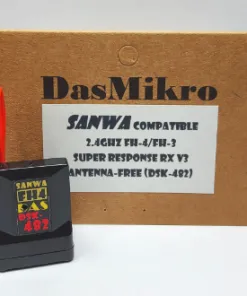 DasMikro
SANWA COMPATIBLE
2.4GHZ FH-4/FH-3
SUPER RESPONSE RX V3
ANTENNA-FREE (DSK-482)
SANWA
FH4
DAS
DSK-
482